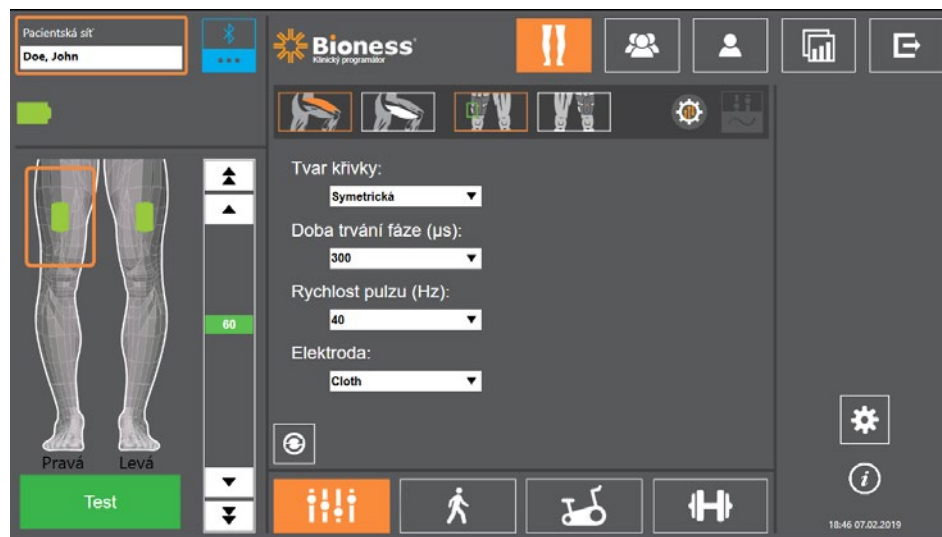 Pacientská síť
Doe, John
Bioness
Klinický programátor
Tvar křivky:
Symetrická
Doba trvání fáze (µs):
300
Rychlost pulzu (Hz):
40
60
Elektroda:
Cloth
Pravá Levá
Test
18:46 07.02.2019